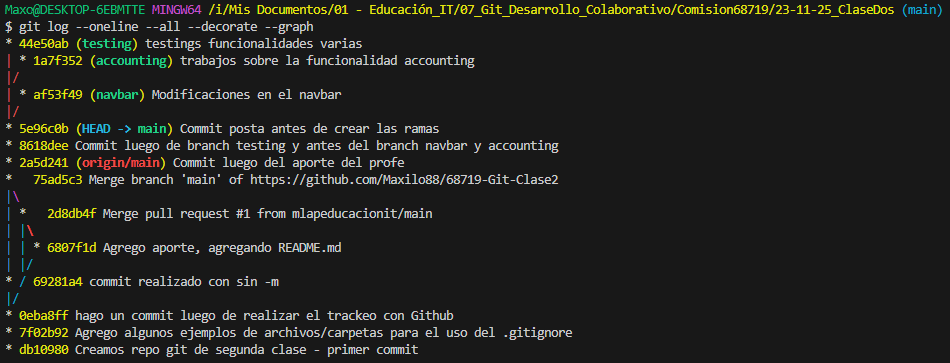 Maxo@DESKTOP-6EBMTTE MINGW64 /i/Mis Documentos/01 - Educación_IT/07_Git_Desarrollo_Colaborativo/Comision68719/23-11-25_ClaseDos (main)
$ git log --oneline --all --decorate --graph
* 44e50ab (testing) testings funcionalidades varias
| * 1a7f352 (accounting) trabajos sobre la funcionalidad accounting
|/
| * af53f49 (navbar) Modificaciones en el navbar
|/
* 5e96c0b (HEAD -> main) Commit posta antes de crear las ramas
* 8618dee Commit luego de branch testing y antes del branch navbar y accounting
* 2a5d241 (origin/main) Commit luego del aporte del profe
*   75ad5c3 Merge branch 'main' of https://github.com/Maxilo88/68719-Git-Clase2
|\
| *   2d8db4f Merge pull request #1 from mlapeducacionit/main
| |\
| | * 6807f1d Agrego aporte, agregando README.md
| |/
* / 69281a4 commit realizado con sin -m
|/
* 0eba8ff hago un commit luego de realizar el trackeo con Github
* 7f02b92 Agrego algunos ejemplos de archivos/carpetas para el uso del .gitignore
* db10980 Creamos repo git de segunda clase - primer commit